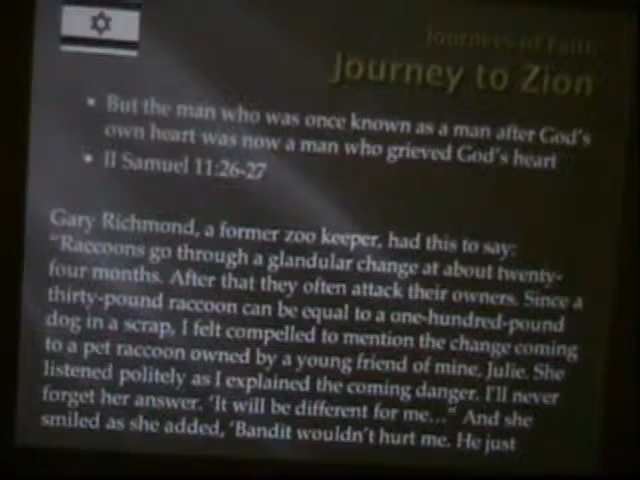 Journeys of Faith
Journey to Zion
▪ But the man who was once known as a man after God's
own heart was now a man who grieved God's heart
▪ II Samuel 11:26-27
Gary Richmond, a former zoo keeper, had this to say:
"Raccoons go through a glandular change at about twenty-
four months. After that they often attack their owners. Since a
thirty-pound raccoon can be equal to a one-hundred-pound
dog in a scrap, I felt compelled to mention the change coming
to a pet raccoon owned by a young friend of mine, Julie. She
listened politely as I explained the coming danger. I'll never
forget her answer. 'It will be different for me..." And she
smiled as she added, 'Bandit wouldn't hurt me. He just